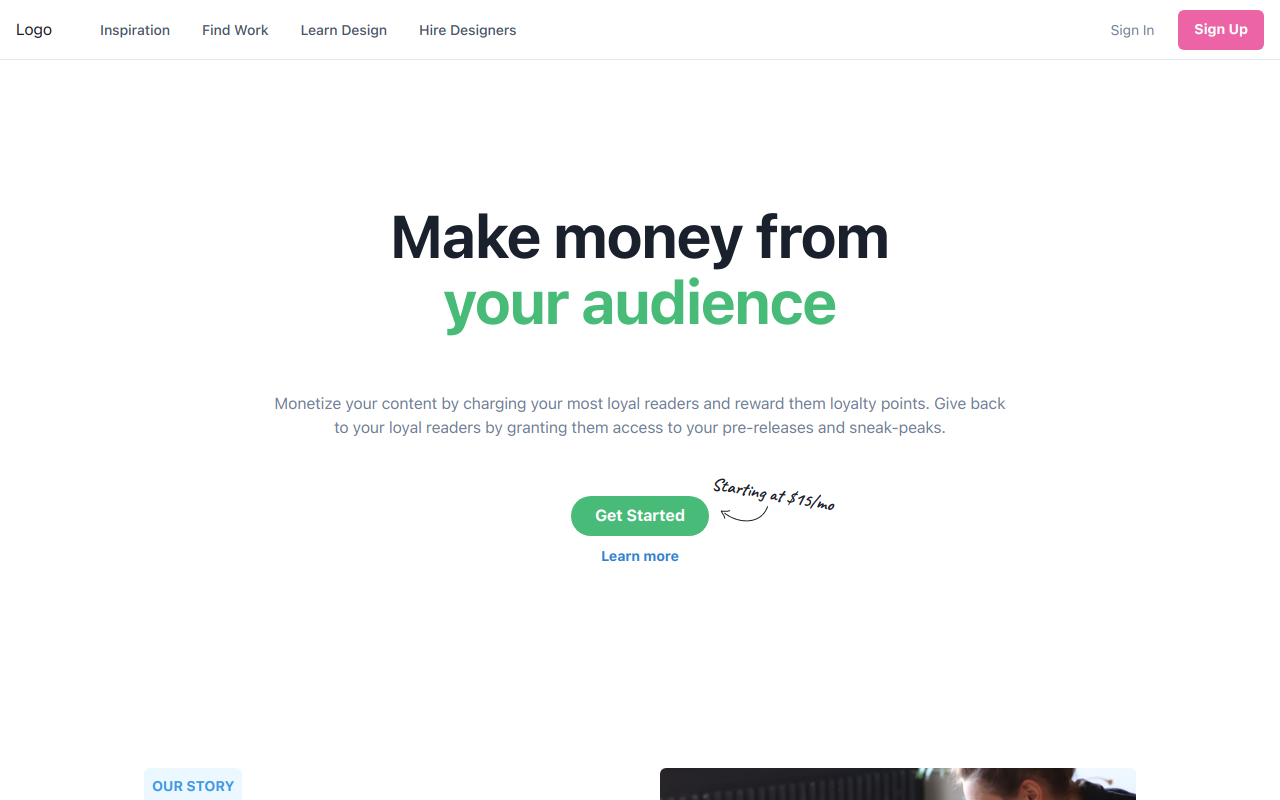 Logo
Inspiration
Find Work
Learn Design
Hire Designers
Sign In
Sign Up
Make money from
your audience
Monetize your content by charging your most loyal readers and reward them loyalty points. Give back
to your loyal readers by granting them access to your pre-releases and sneak-peaks.
Starting at $15/mo
Get Started
Learn more
OUR STORY